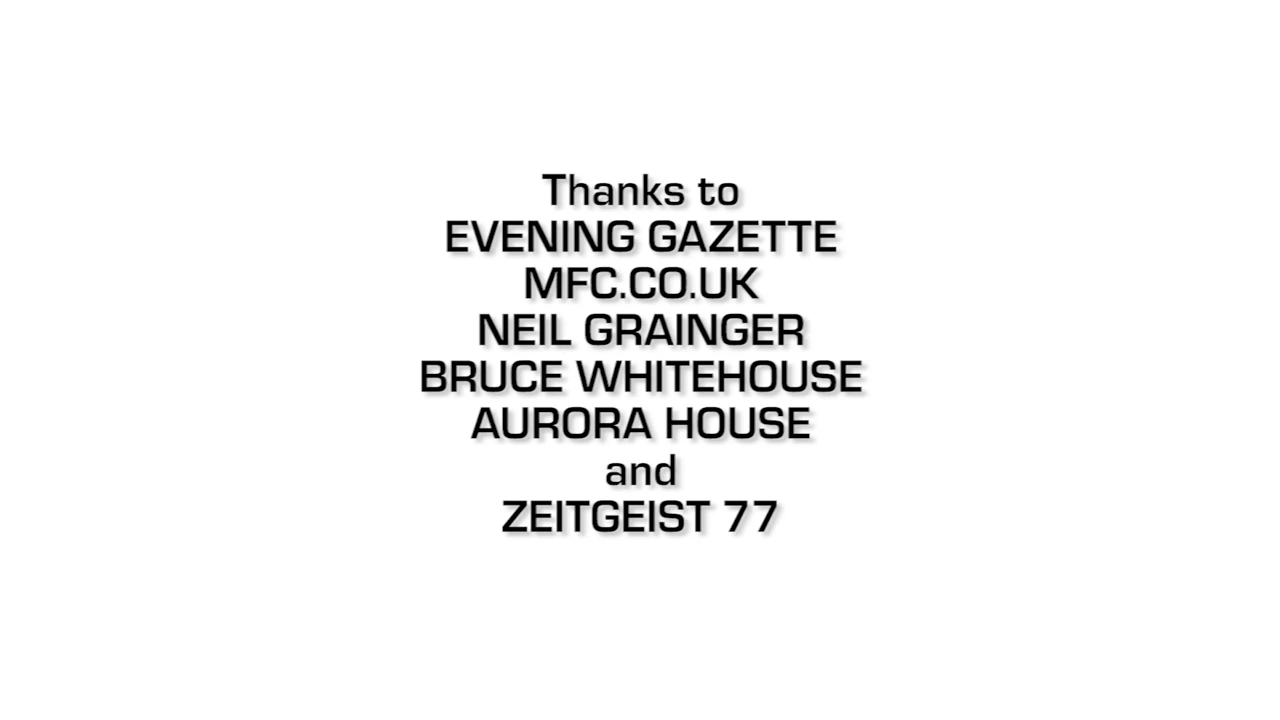 Thanks to
EVENING GAZETTE
MFC.CO.UK
NEIL GRAINGER
BRUCE WHITEHOUSE
AURORA HOUSE
and
ZEITGEIST 77